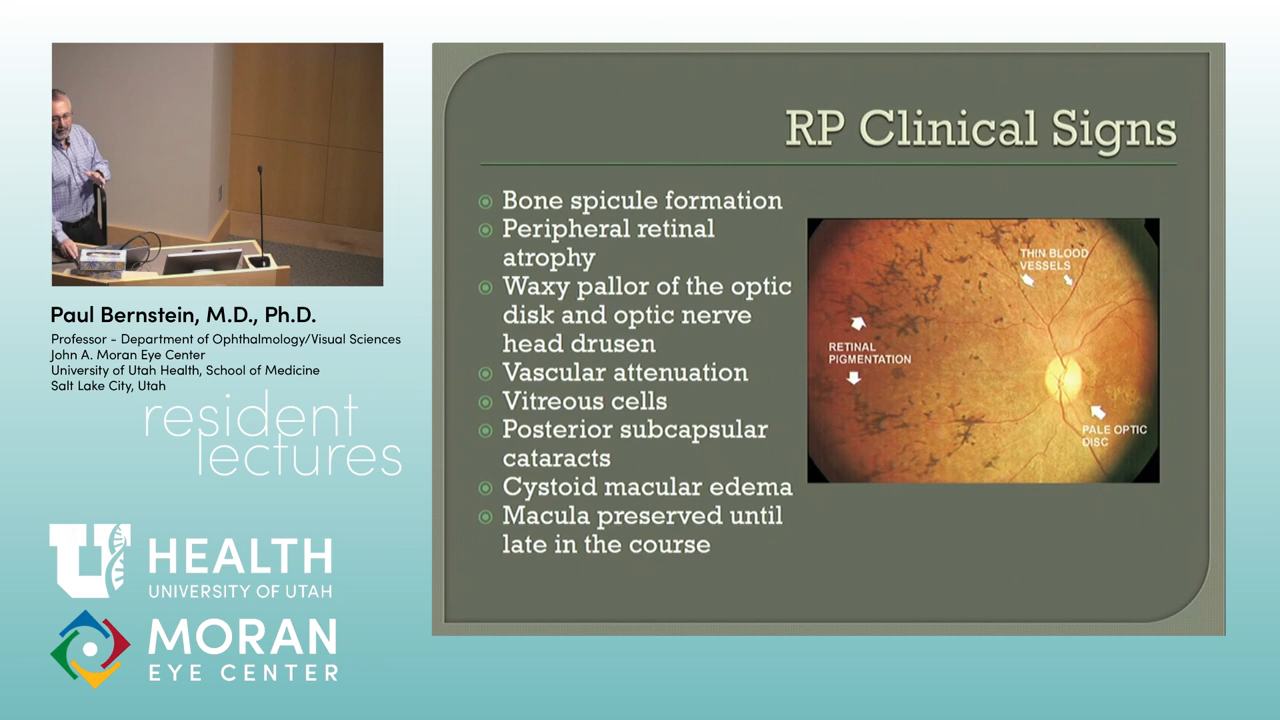 Paul Bernstein, M.D., Ph.D.
Professor - Department of Ophthalmology/Visual Sciences
John A. Moran Eye Center
University of Utah Health, School of Medicine
Salt Lake City, Utah
resident
lectures
U
HEALTH
UNIVERSITY OF UTAH
MORAN
EYE CENTER
RP Clinical Signs
Bone spicule formation
Peripheral retinal
atrophy
Waxy pallor of the optic
disk and optic nerve
head drusen
Vascular attenuation
Vitreous cells
Posterior subcapsular
cataracts
Cystoid macular edema
Macula preserved until
late in the course
THIN BLOOD
VESSELS
RETINAL
PIGMENTATION
PALE OPTIC
DISC